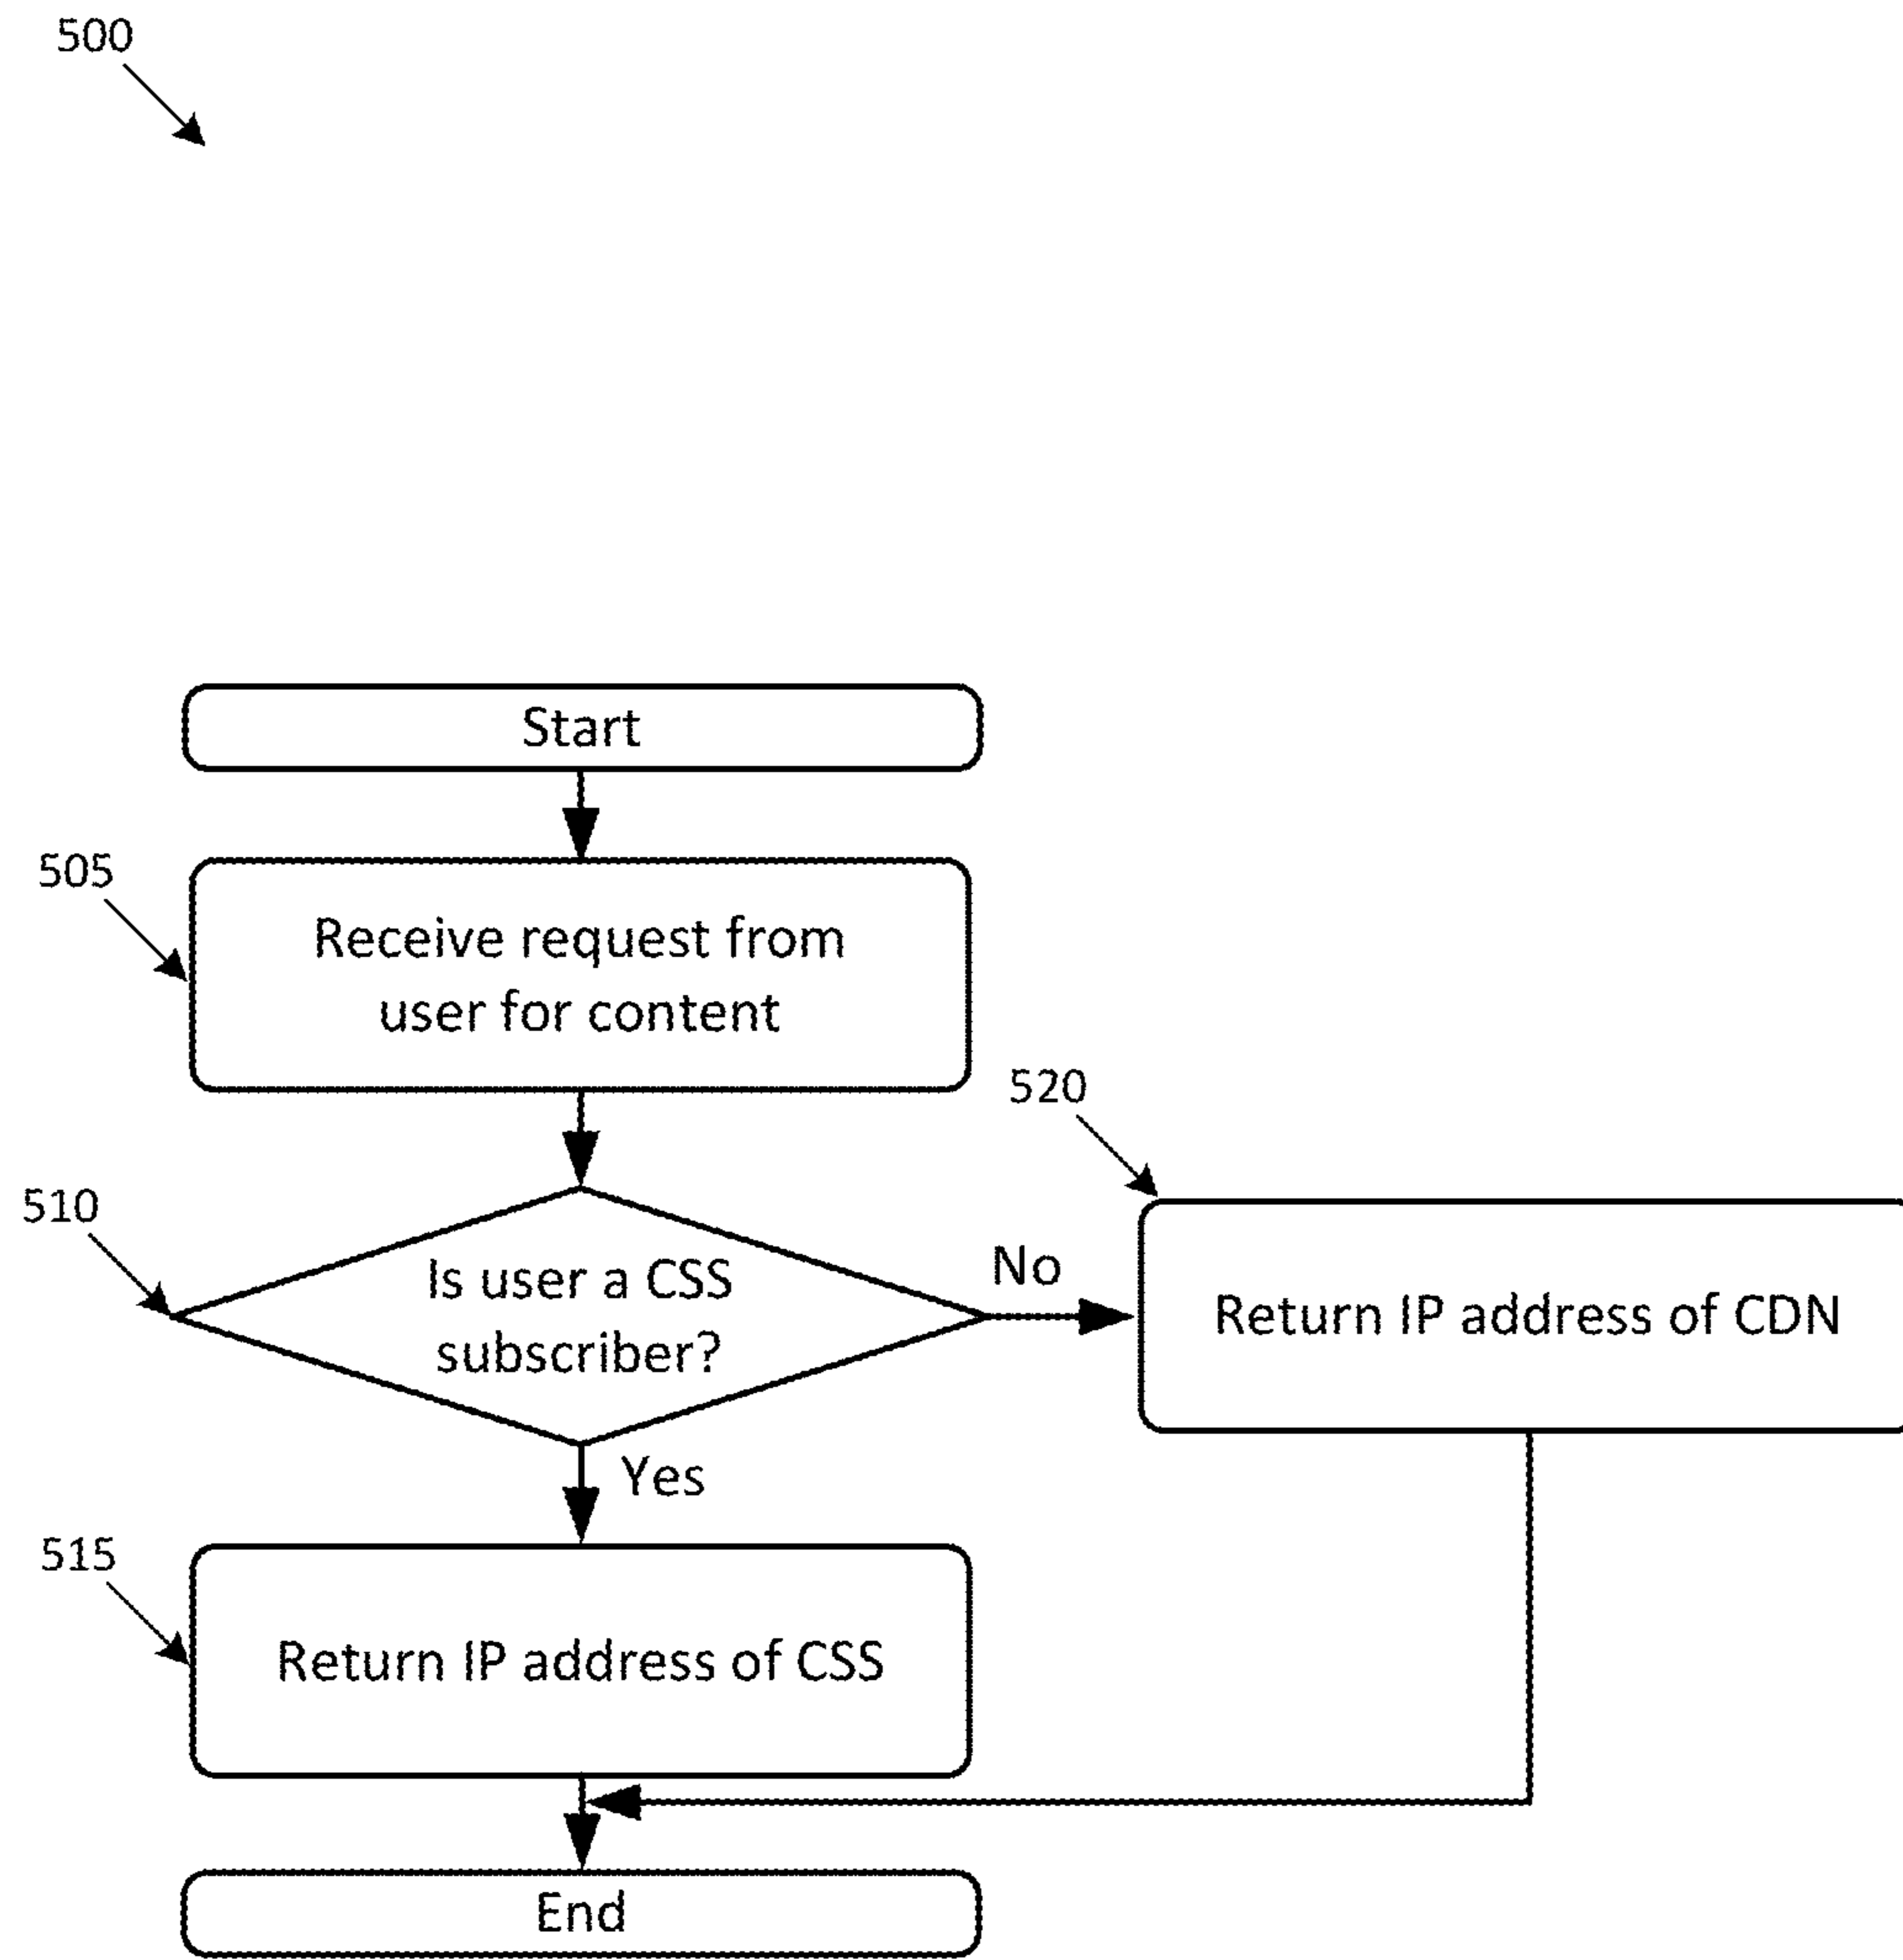 500
Start
505
Receive request from
user for content
520
510
Is user a CSS
subscriber?
No
Return IP address of CDN
Yes
515
Return IP address of CSS
End